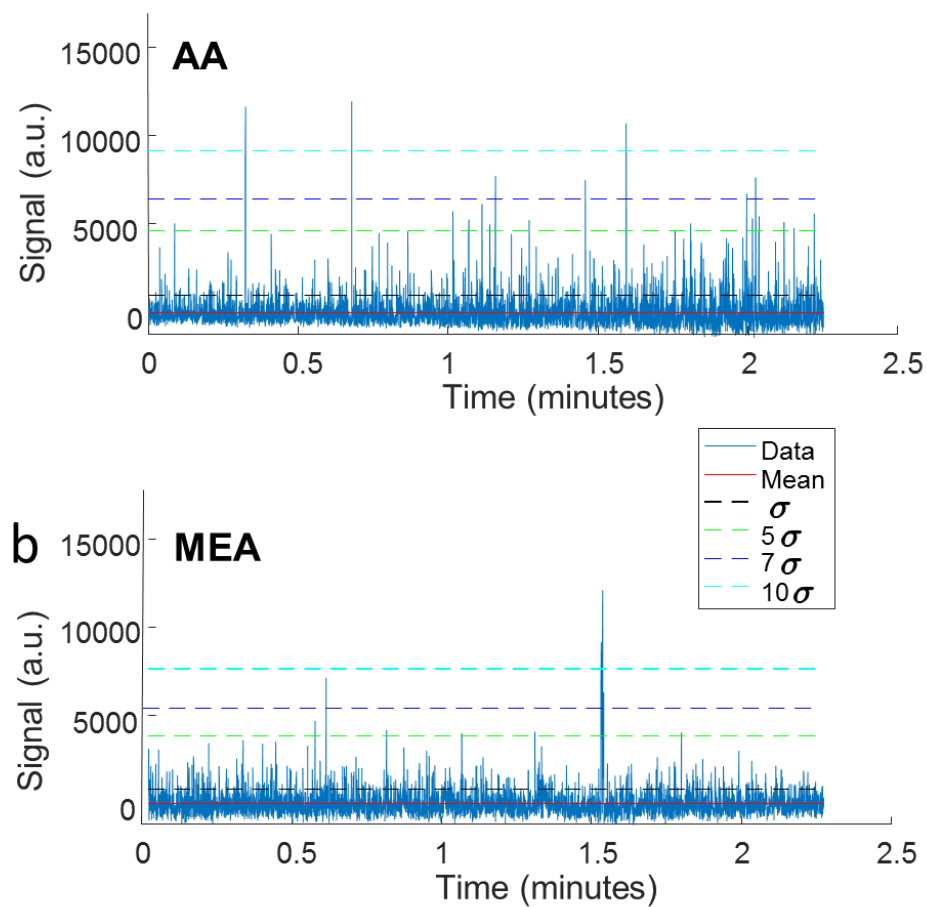 AA
Signal (a.u.)
15000
10000
5000
0
0 0.5 1 1.5 2 2.5
Time (minutes)
Data
Mean
σ
5σ
7σ
10σ
b
MEA
Signal (a.u.)
15000
10000
5000
0
0 0.5 1 1.5 2 2.5
Time (minutes)